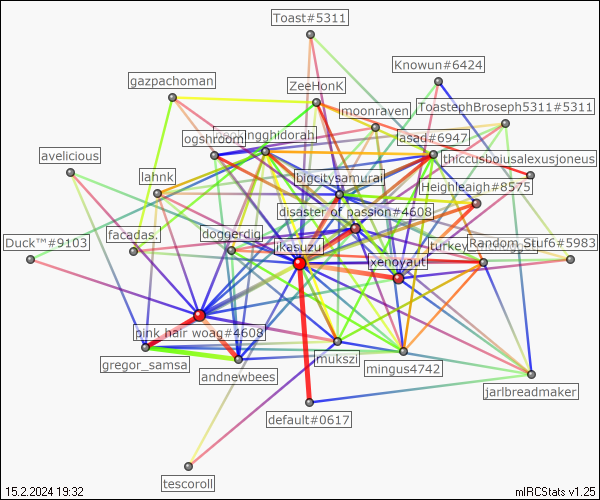 Toast#5311
Knowun#6424
gazpachoman
ZeeHonK
ToastephBroseph5311#5311
moonraven
ogshroom
ngghidorah
asad#6947
avelicious
thiccusboiusalexusjoneus
lahnk
bigcitysamurai
Heighleaigh#8575
disaster of passion#4608
facadas.
doggerdig
Duck™#9103
ikesuzu
turkey
Random Stuf6#5983
xenoyaut
pink hair woag#4608
gregor_samsa
mukszi
mingus4742
andnewbees
jarlbreadmaker
default#0617
tescoroll
15.2.2024 19:32
mIRCStats v1.25